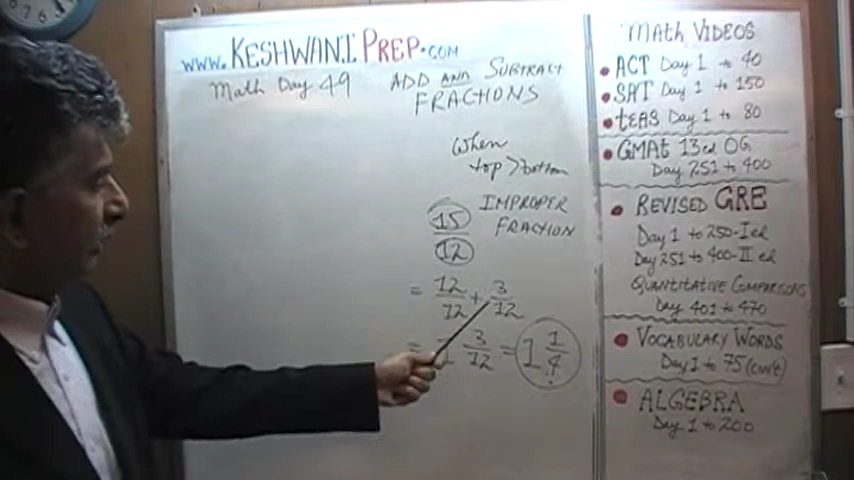 www.KESHWANIPREP.com
Math Day 49
ADD AND SUBTRACT
FRACTIONS
When
top > bottom
15
12
IMPROPER
FRACTION
= 12/12 + 3/12
= 1 3/12 = 1 1/4
Math VIDEOS
ACT Day 1 to 40
SAT Day 1 to 150
tEAS Day 1 to 80
GMAt 13ed OG
Day 251 to 400
REVISED GRE
Day 1 to 250-I ed
Day 251 to 400-II ed
QUANTITATIVE COMPARISONS
Day 401 to 470
VOCABULARY WORDS
Day 1 to 75 (con't)
ALGEBRA
Day 1 to 200